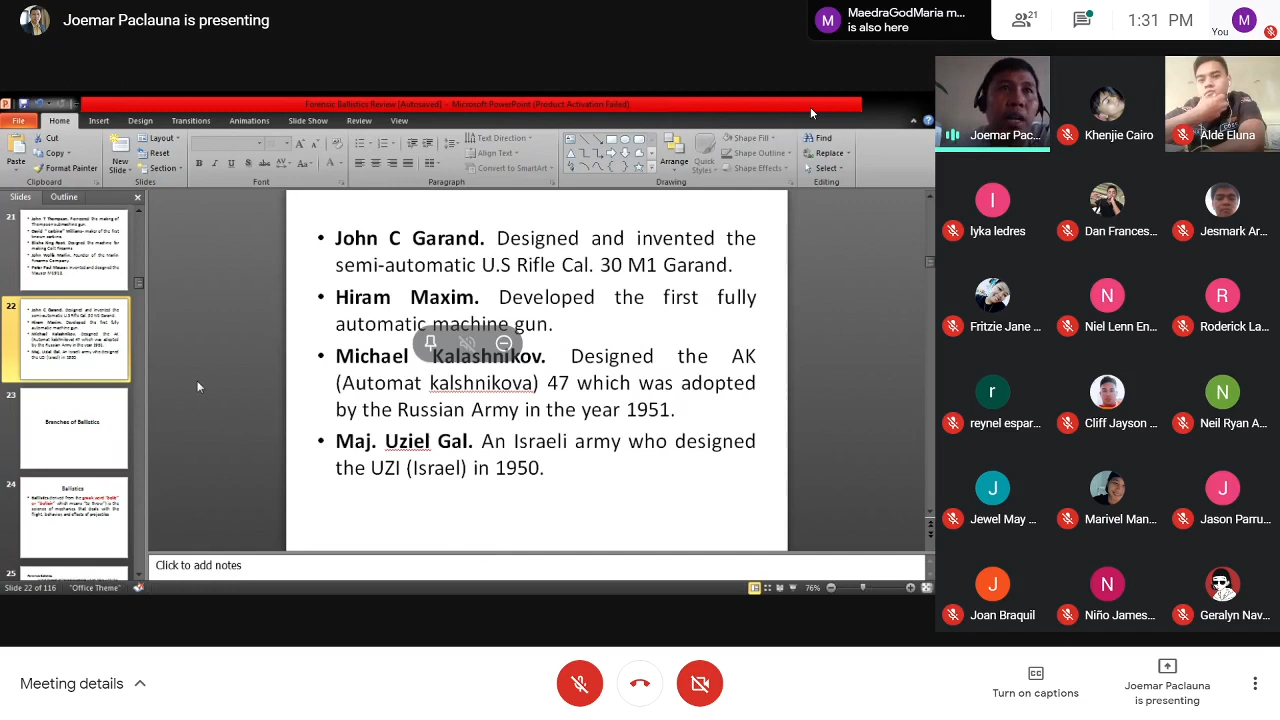 Joemar Paclauna is presenting
MaedraGodMaria m...
is also here
21
1:31 PM
You
M
M
Forensic Ballistics Review [Autosaved] - Microsoft PowerPoint (Product Activation Failed)
File Home Insert Design Transitions Animations Slide Show Review View
Paste
Cut
Copy
Format Painter
Clipboard
New
Slide
Layout
Reset
Section
Slides
Font
Text Direction
Align Text
Convert to SmartArt
Paragraph
Arrange
Quick
Styles
Shape Fill
Shape Outline
Shape Effects
Drawing
Find
Replace
Select
Editing
Slides Outline
21
22
23
Branches of Ballistics
24
Ballistics
25
• John C Garand. Designed and invented the
semi-automatic U.S Rifle Cal. 30 M1 Garand.
• Hiram Maxim. Developed the first fully
automatic machine gun.
• Michael Kalashnikov. Designed the AK
(Automat kalshnikova) 47 which was adopted
by the Russian Army in the year 1951.
• Maj. Uziel Gal. An Israeli army who designed
the UZI (Israel) in 1950.
Click to add notes
Slide 22 of 116 "Office Theme" 76%
Joemar Pac...
Khenjie Cairo
Alde Eluna
I
lyka ledres
Dan Frances...
Jesmark Ar...
Fritzie Jane ...
N
Niel Lenn En...
R
Roderick La...
r
reynel espar...
Cliff Jayson ...
N
Neil Ryan A...
J
Jewel May ...
Marivel Man...
J
Jason Parru...
J
Joan Braquil
N
Niño James...
Geralyn Nav...
Meeting details
Turn on captions
Joemar Paclauna
is presenting